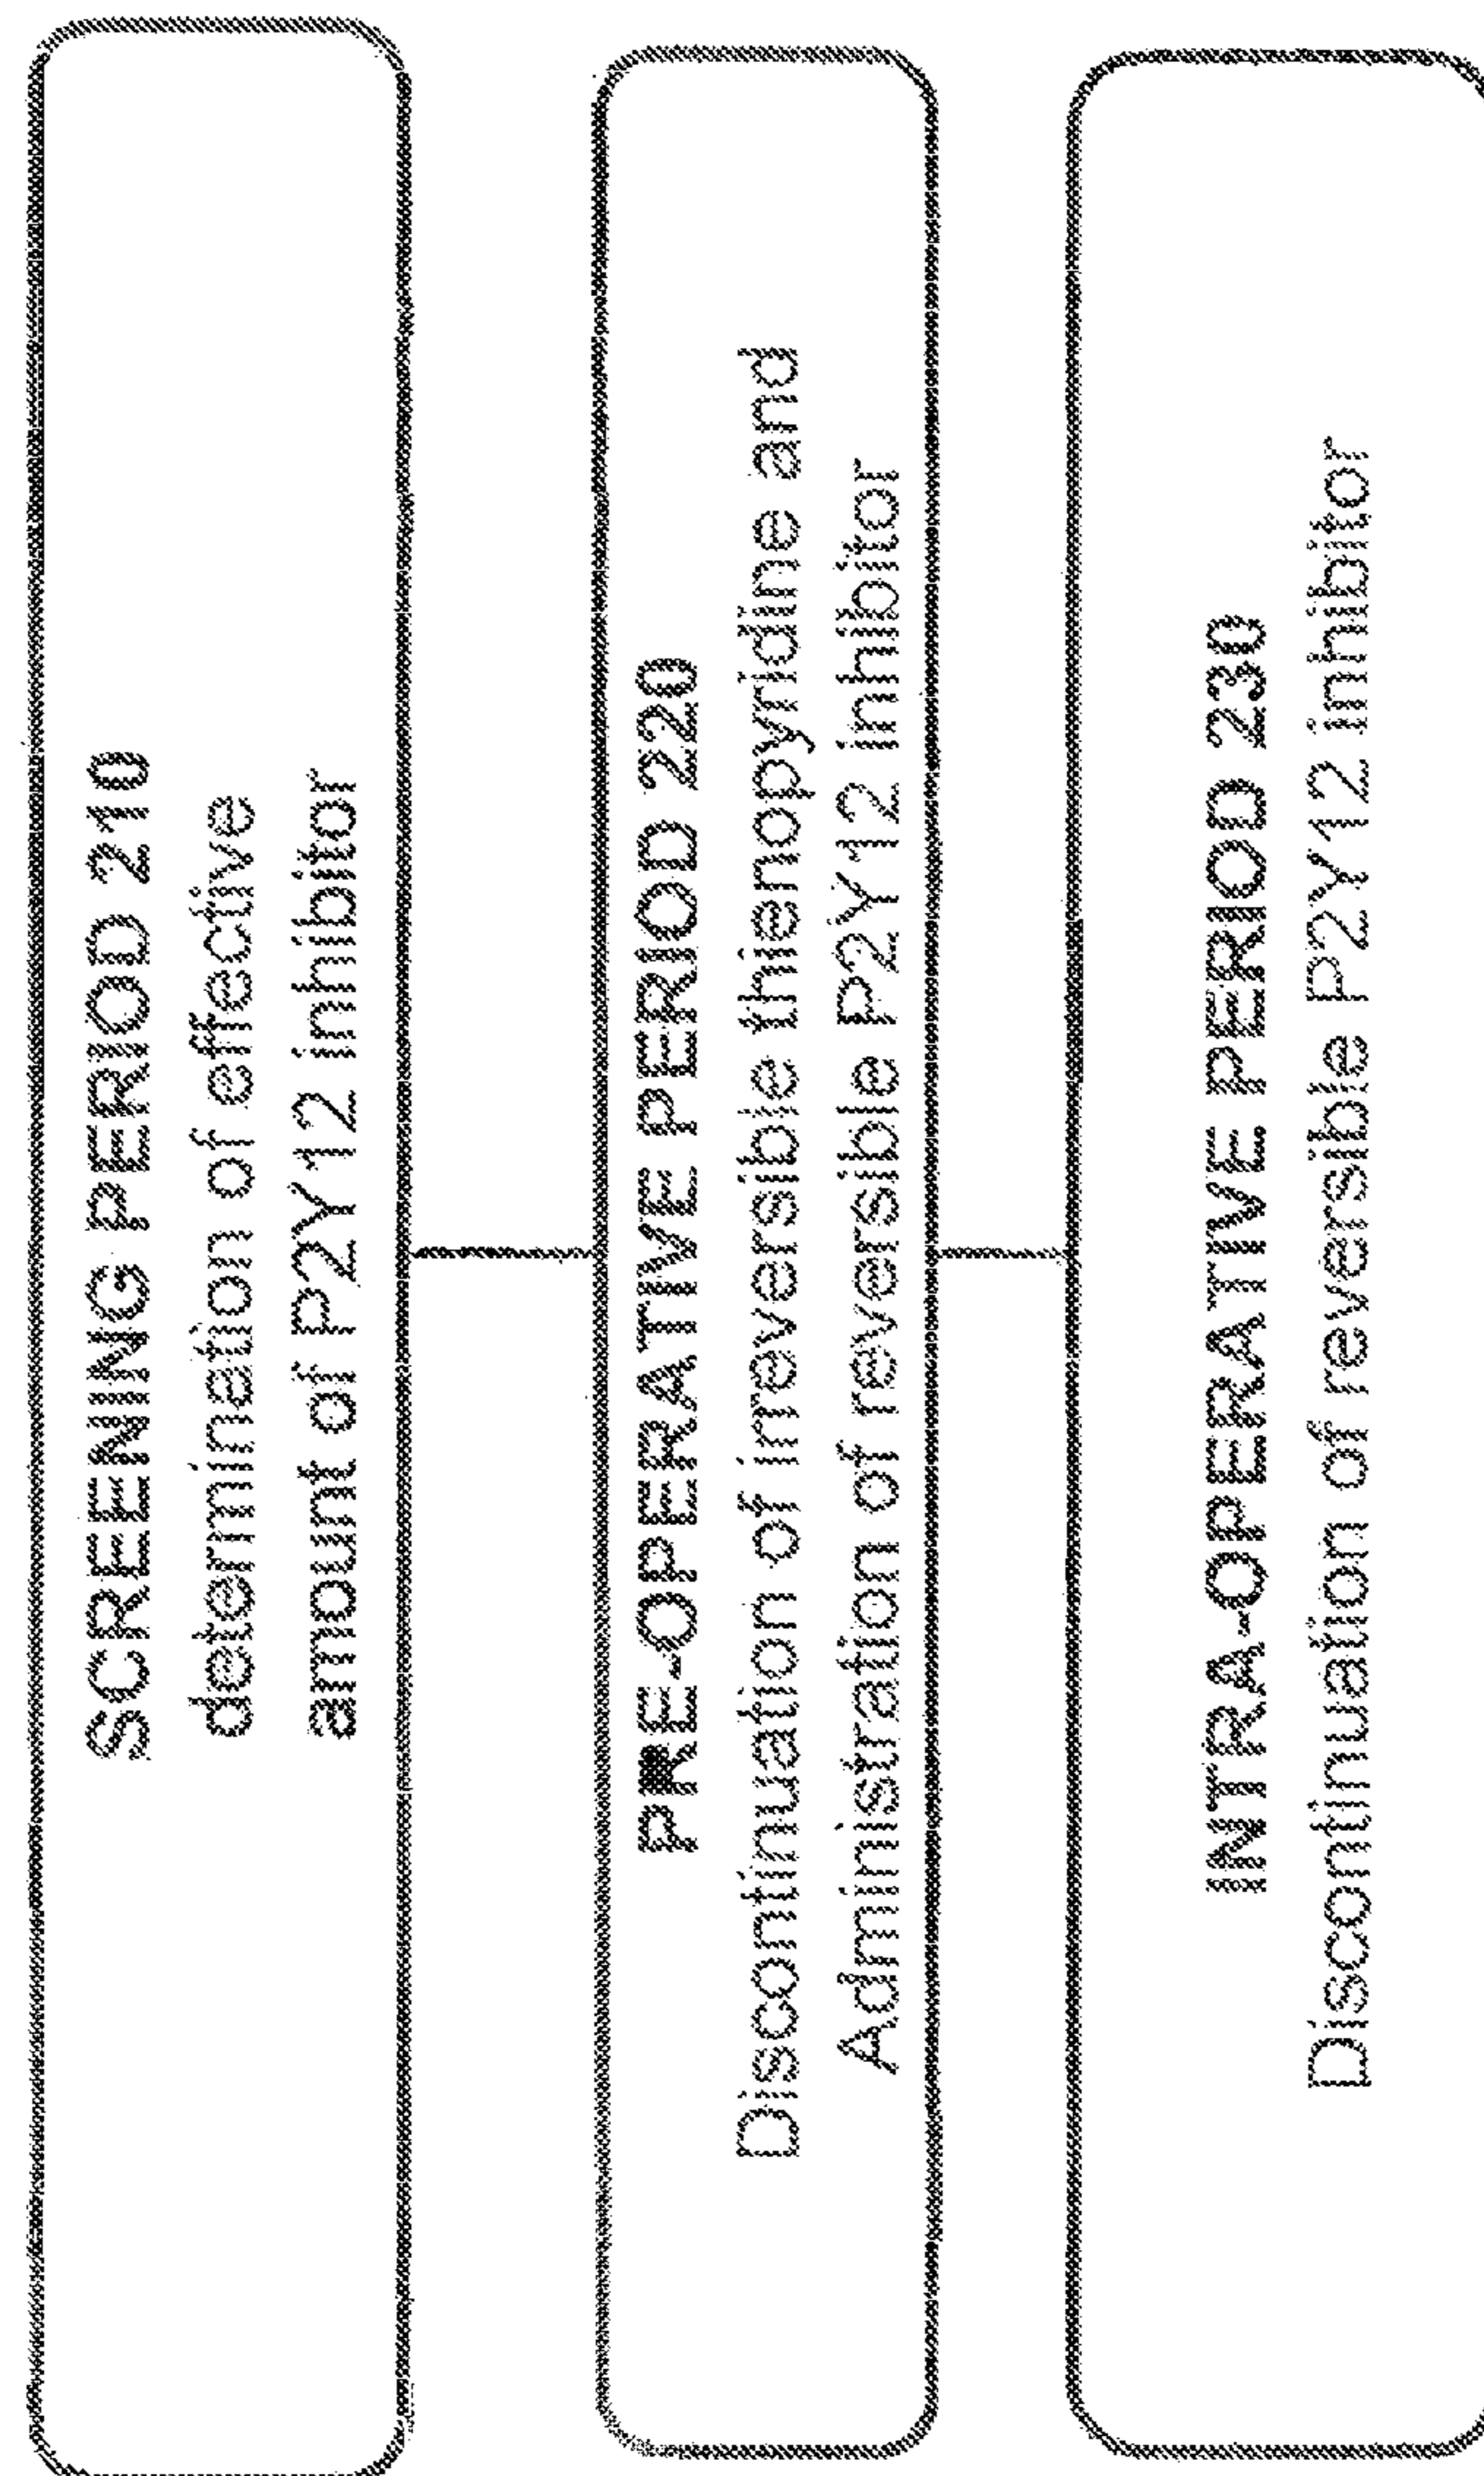 SCREENING PERIOD 210
determination of effective
amount of P2Y12 inhibitor
PRE-OPERATIVE PERIOD 220
Discontinuation of irreversible thienopyridine and
Administration of reversible P2Y12 inhibitor
INTRA-OPERATIVE PERIOD 230
Discontinuation of reversible P2Y12 inhibitor